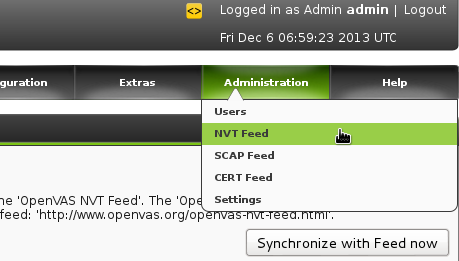 <>
Logged in as Admin admin | Logout
Fri Dec 6 06:59:23 2013 UTC
guration Extras Administration Help
Users
NVT Feed
SCAP Feed
CERT Feed
Settings
he 'OpenVAS NVT Feed'. The 'Ope
feed: 'http://www.openvas.org/openvas-nvt-feed.html'.
Synchronize with Feed now